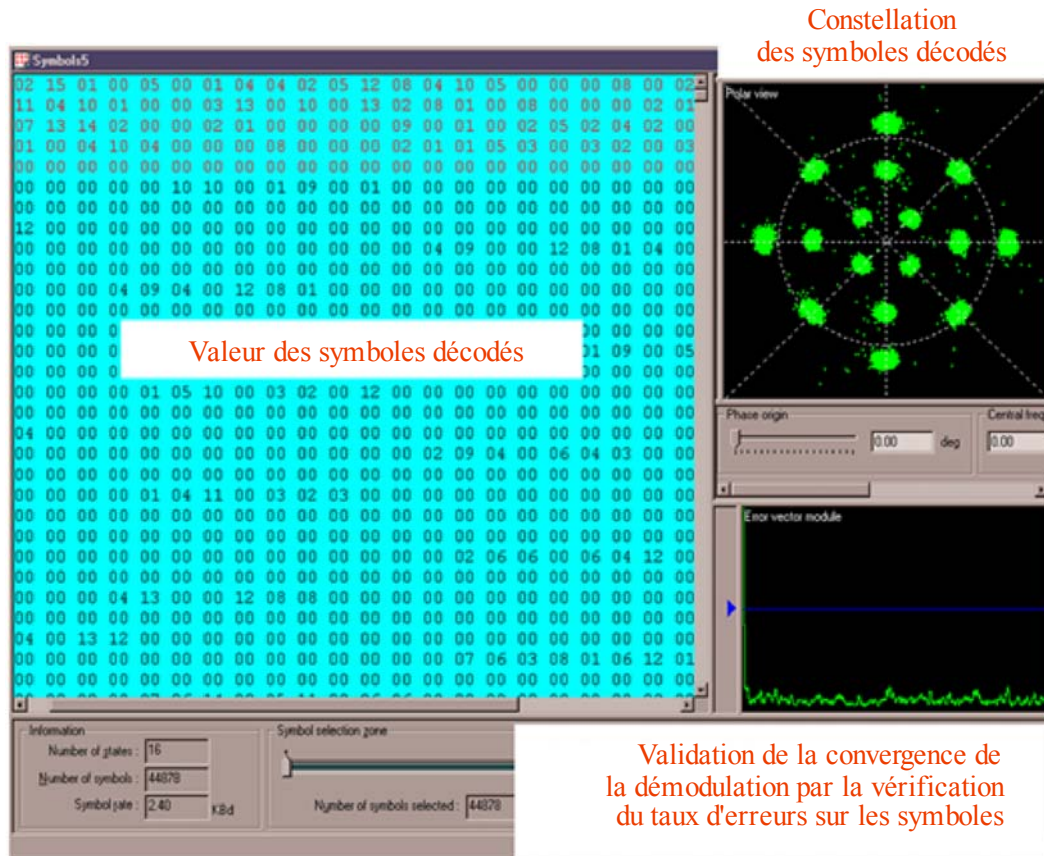 Constellation
des symboles décodés
Symbols5
02 15 01 00 05 00 01 04 04 02 05 12 08 04 10 05 00 00 00 08 00 02
11 04 10 01 00 00 03 13 00 10 00 13 02 08 01 00 08 00 00 00 02 01
07 13 14 02 00 00 02 01 00 00 00 00 09 00 01 00 02 05 02 04 02 00
01 00 04 10 04 00 00 00 08 00 00 00 02 01 01 05 03 00 03 02 00 03
00 00 00 00 00 00 00 00 00 00 00 00 00 00 00 00 00 00 00 00 00 00
00 00 00 00 00 10 10 00 01 09 00 01 00 00 00 00 00 00 00 00 00 00
00 00 00 00 00 00 00 00 00 00 00 00 00 00 00 00 00 00 00 00 00 00
12 00 00 00 00 00 00 00 00 00 00 00 00 00 00 00 00 00 00 00 00 00
00 00 00 00 00 00 00 00 00 00 00 00 00 04 09 00 00 12 08 01 04 00
00 00 00 00 00 00 00 00 00 00 00 00 00 00 00 00 00 00 00 00 00 00
00 00 00 04 09 04 00 12 08 01 00 00 00 00 00 00 00 00 00 00 00 00
00 00 00 00 00 00 00 00 00 00 00 00 00 00 00 00 00 00 00 00 00 00
00 00 00 00 00 00
00 00 00 01 09 00 05
00 00 00 00 00 00
Valeur des symboles décodés
00 00 00 00 01 05 10 00 03 02 00 12 00 00 00 00 00 00 00 00 00 00
00 00 00 00 00 00 00 00 00 00 00 00 00 00 00 00 00 00 00 00 00 00
04 00 00 00 00 00 00 00 00 00 00 00 00 00 00 00 00 00 00 00 00 00
00 00 00 00 00 00 00 00 00 00 00 00 00 02 09 04 00 06 04 03 00 00
00 00 00 00 00 00 00 00 00 00 00 00 00 00 00 00 00 00 00 00 00 00
00 00 00 00 01 04 11 00 03 02 03 00 00 00 00 00 00 00 00 00 00 00
00 00 00 00 00 00 00 00 00 00 00 00 00 00 00 00 00 00 00 00 00 00
00 00 00 00 00 00 00 00 00 00 00 00 00 00 00 00 00 00 00 00 00 00
00 00 00 00 00 00 00 00 00 00 00 00 00 00 02 06 06 00 06 04 12 00
00 00 00 00 00 00 00 00 00 00 00 00 00 00 00 00 00 00 00 00 00 00
00 00 00 04 13 00 00 12 08 08 00 00 00 00 00 00 00 00 00 00 00 00
00 00 00 00 00 00 00 00 00 00 00 00 00 00 00 00 00 00 00 00 00 00
04 00 13 12 00 00 00 00 00 00 00 00 00 00 00 00 00 00 00 00 00 00
00 00 00 00 00 00 00 00 00 00 00 00 00 00 07 06 03 08 01 06 12 01
Polar view
Phase origin
0.00 deg
Central freq
0.00
Error vector module
Information
Number of states : 16
Number of symbols : 44878
Symbol rate : 2.40 KBd
Symbol selection zone
Number of symbols selected : 44878
Validation de la convergence de
la démodulation par la vérification
du taux d'erreurs sur les symboles